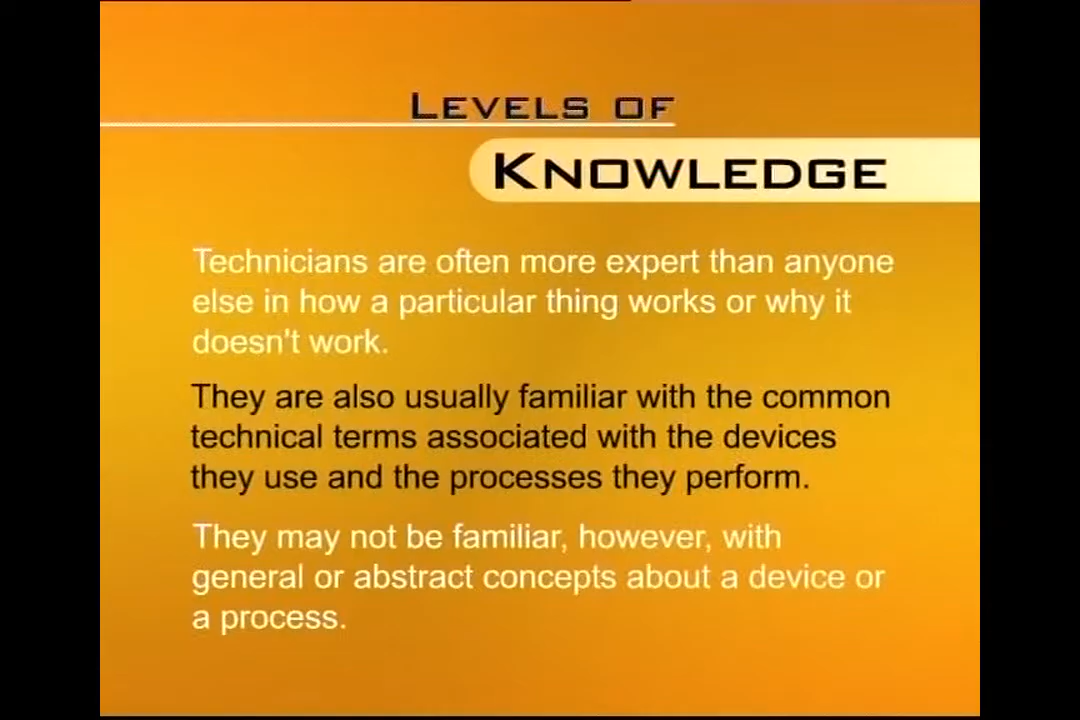 LEVELS OF
KNOWLEDGE
Technicians are often more expert than anyone
else in how a particular thing works or why it
doesn't work.
They are also usually familiar with the common
technical terms associated with the devices
they use and the processes they perform.
They may not be familiar, however, with
general or abstract concepts about a device or
a process.